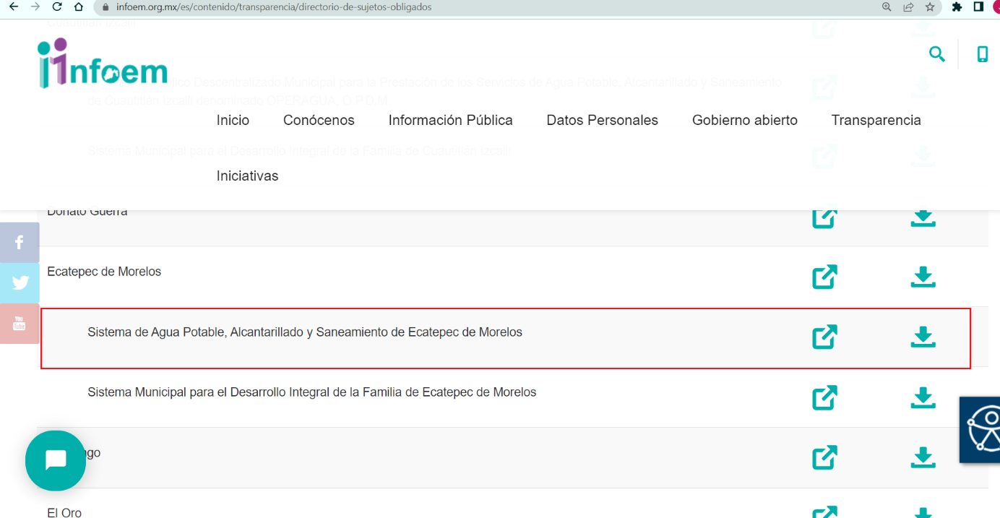 infoem.org.mx/es/contenido/transparencia/directorio-de-sujetos-obligados
Cuautitlán Izcalli
infoem
Descentralizado Municipal para la Prestación de los Servicios de Agua Potable, Alcantarillado y Saneamiento
de Cuautitlán Izcalli denominado OPERAGUA, O.P.D.M
Inicio
Conócenos
Información Pública
Datos Personales
Gobierno abierto
Transparencia
Sistema Municipal para el Desarrollo Integral de la Familia de Cuautitlán Izcalli
Iniciativas
Donato Guerra
Ecatepec de Morelos
Sistema de Agua Potable, Alcantarillado y Saneamiento de Ecatepec de Morelos
You Tube
Sistema Municipal para el Desarrollo Integral de la Familia de Ecatepec de Morelos
El Oro